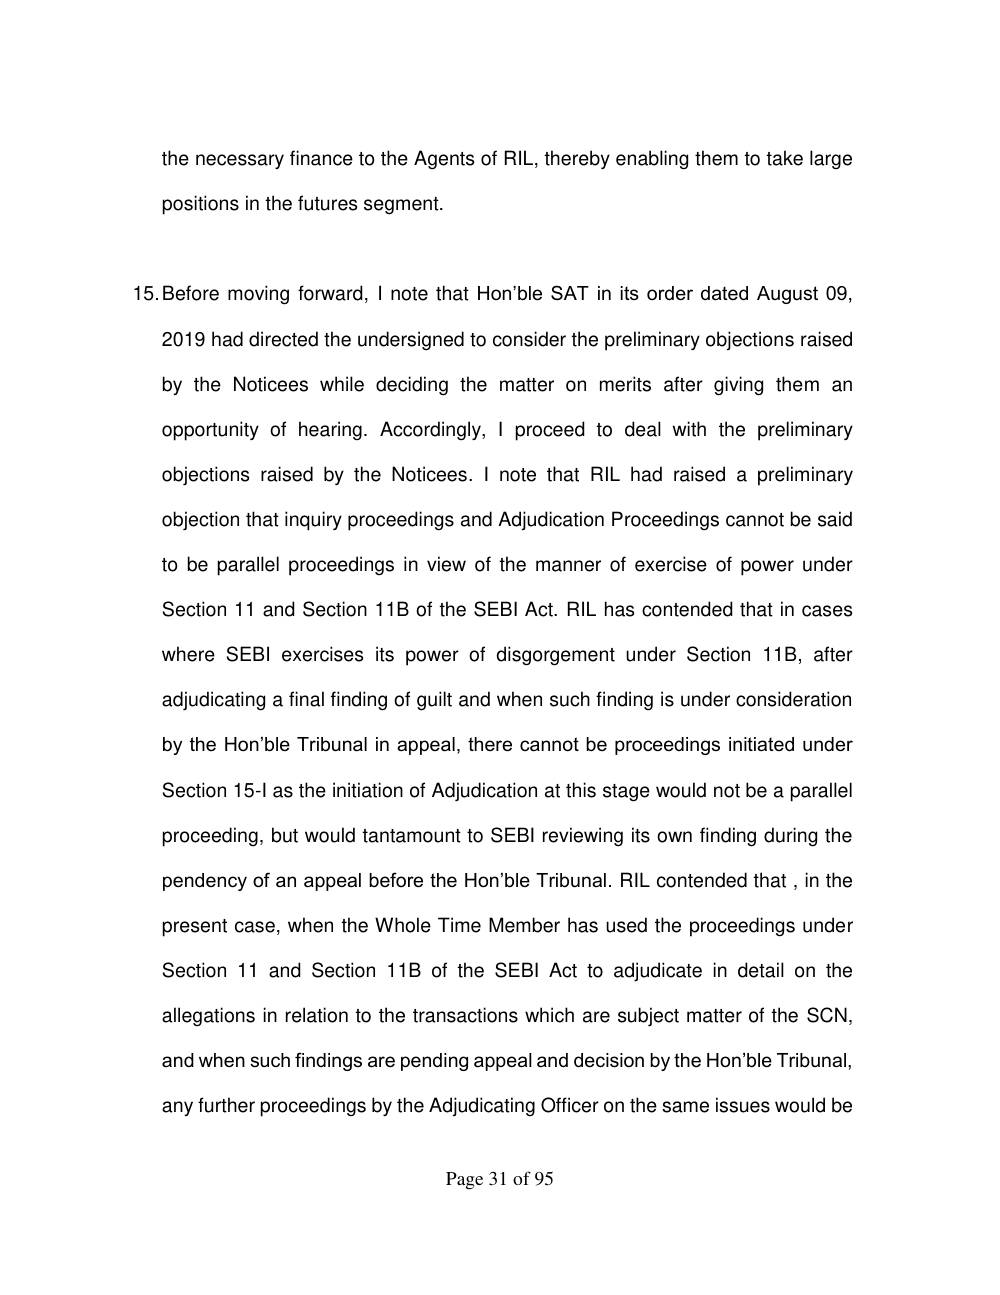 the necessary finance to the Agents of RIL, thereby enabling them to take large
positions in the futures segment.
15. Before moving forward, I note that Hon’ble SAT in its order dated August 09,
2019 had directed the undersigned to consider the preliminary objections raised
by the Noticees while deciding the matter on merits after giving them an
opportunity of hearing. Accordingly, I proceed to deal with the preliminary
objections raised by the Noticees. I note that RIL had raised a preliminary
objection that inquiry proceedings and Adjudication Proceedings cannot be said
to be parallel proceedings in view of the manner of exercise of power under
Section 11 and Section 11B of the SEBI Act. RIL has contended that in cases
where SEBI exercises its power of disgorgement under Section 11B, after
adjudicating a final finding of guilt and when such finding is under consideration
by the Hon’ble Tribunal in appeal, there cannot be proceedings initiated under
Section 15-I as the initiation of Adjudication at this stage would not be a parallel
proceeding, but would tantamount to SEBI reviewing its own finding during the
pendency of an appeal before the Hon’ble Tribunal. RIL contended that , in the
present case, when the Whole Time Member has used the proceedings under
Section 11 and Section 11B of the SEBI Act to adjudicate in detail on the
allegations in relation to the transactions which are subject matter of the SCN,
and when such findings are pending appeal and decision by the Hon’ble Tribunal,
any further proceedings by the Adjudicating Officer on the same issues would be
Page 31 of 95